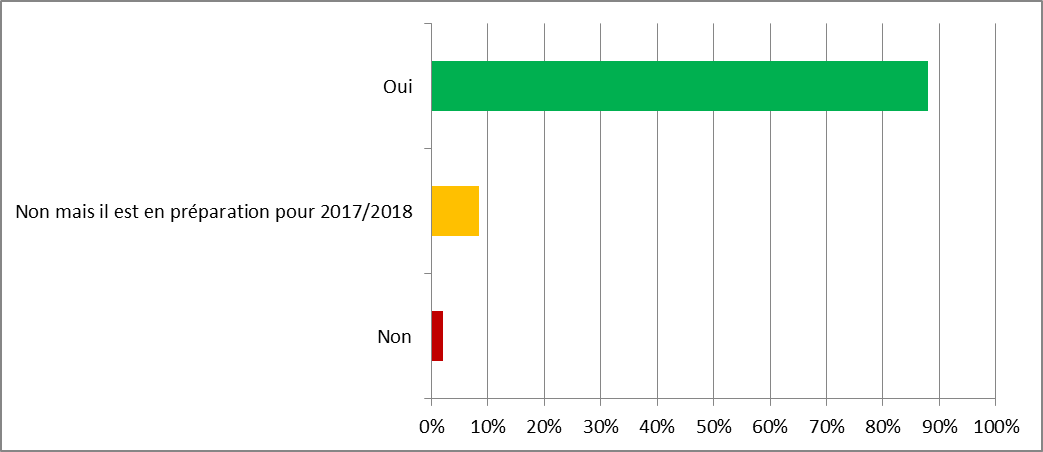 Oui
Non mais il est en préparation pour 2017/2018
Non
0% 10% 20% 30% 40% 50% 60% 70% 80% 90% 100%